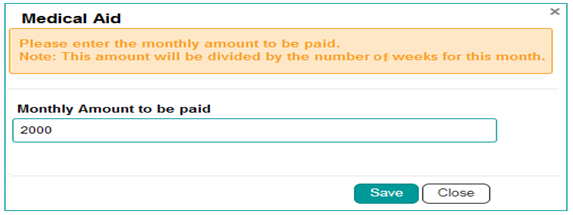 Medical Aid
×
Please enter the monthly amount to be paid.
Note: This amount will be divided by the number of weeks for this month.
Monthly Amount to be paid
2000
Save Close